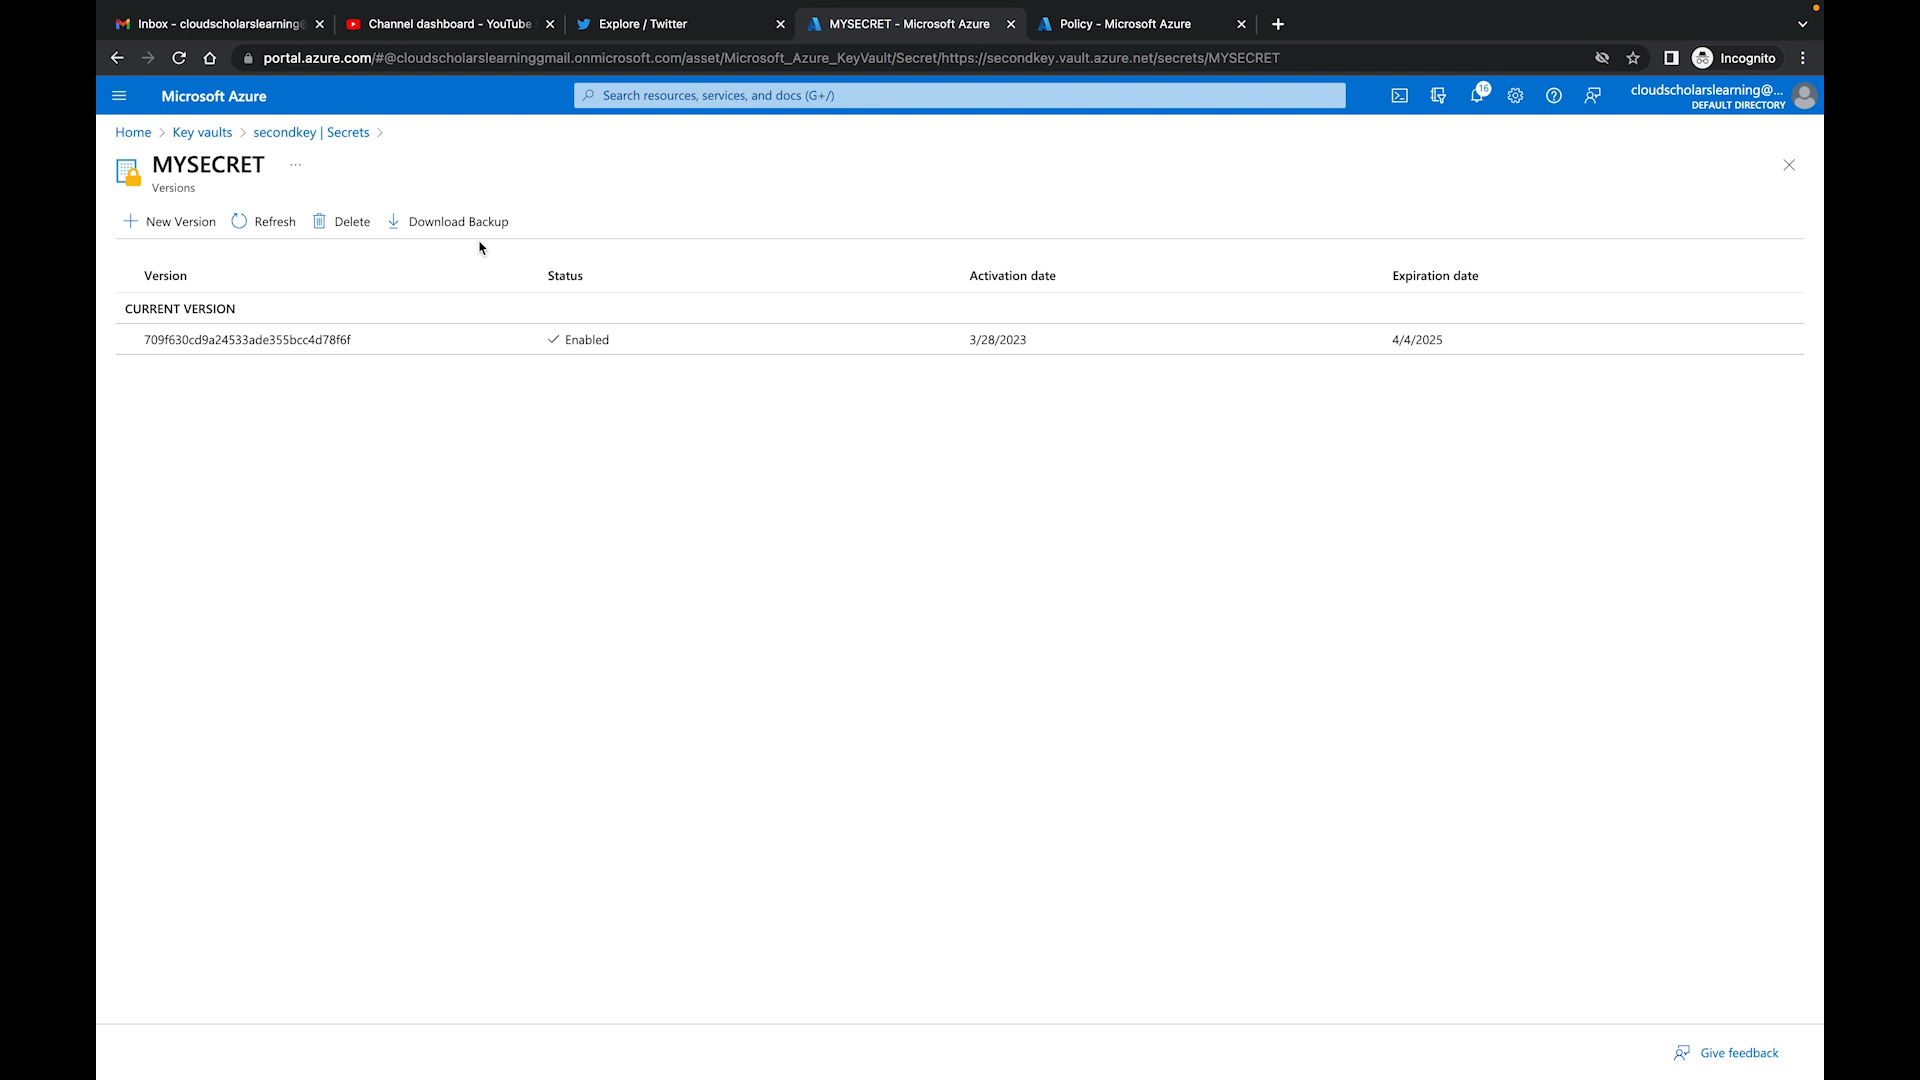 Inbox - cloudscholarslearning@
Channel dashboard - YouTube
Explore / Twitter
MYSECRET - Microsoft Azure
Policy - Microsoft Azure
portal.azure.com/#@cloudscholarslearninggmail.onmicrosoft.com/asset/Microsoft_Azure_KeyVault/Secret/https://secondkey.vault.azure.net/secrets/MYSECRET
Incognito
Microsoft Azure
Search resources, services, and docs (G+/)
16
cloudscholarslearning@...
DEFAULT DIRECTORY
Home > Key vaults > secondkey | Secrets >
MYSECRET ...
Versions
New Version Refresh Delete Download Backup
Version Status Activation date Expiration date
CURRENT VERSION
709f630cd9a24533ade355bcc4d78f6f Enabled 3/28/2023 4/4/2025
Give feedback